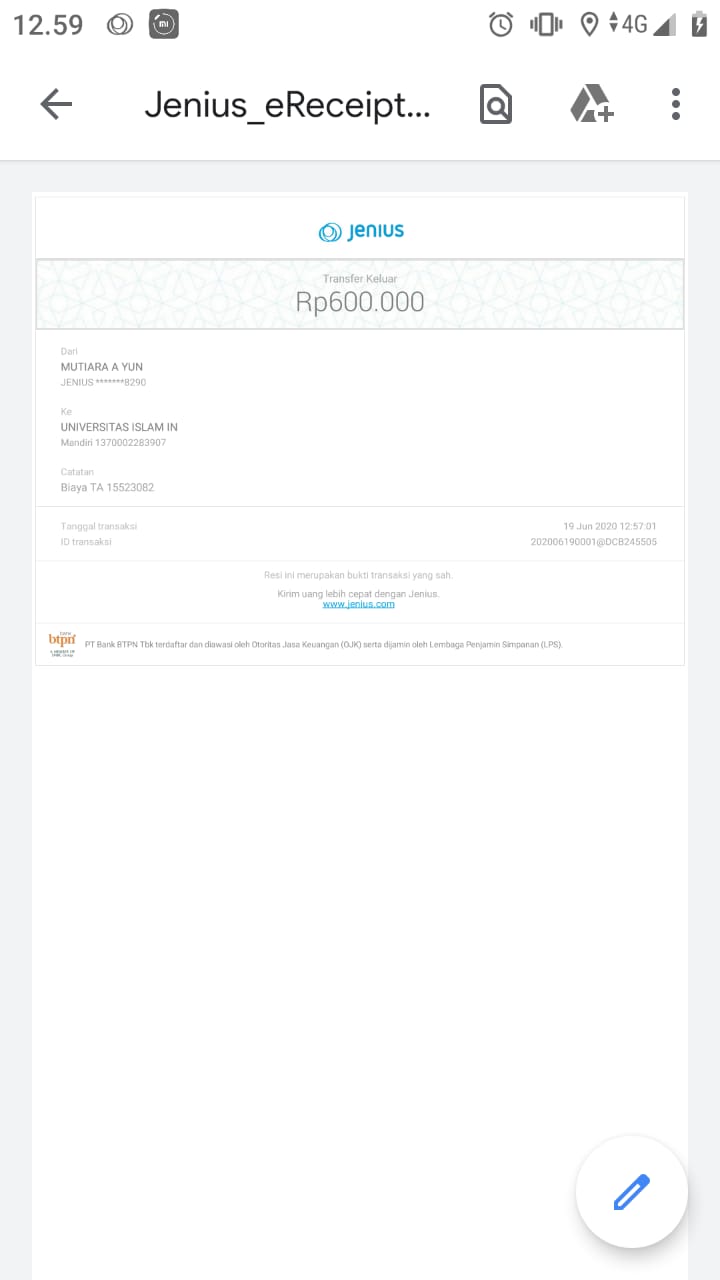 12.59
4G
Jenius_eReceipt...
jenius
Transfer Keluar
Rp600.000
Dari
MUTIARA A YUN
JENIUS *******8290
Ke
UNIVERSITAS ISLAM IN
Mandiri 1370002283907
Catatan
Biaya TA 15523082
Tanggal transaksi 19 Jun 2020 12:57:01
ID transaksi 202006190001@DCB245505
Resi ini merupakan bukti transaksi yang sah.
Kirim uang lebih cepat dengan Jenius.
www.jenius.com
btpn
PT Bank BTPN Tbk terdaftar dan diawasi oleh Otoritas Jasa Keuangan (OJK) serta dijamin oleh Lembaga Penjamin Simpanan (LPS).